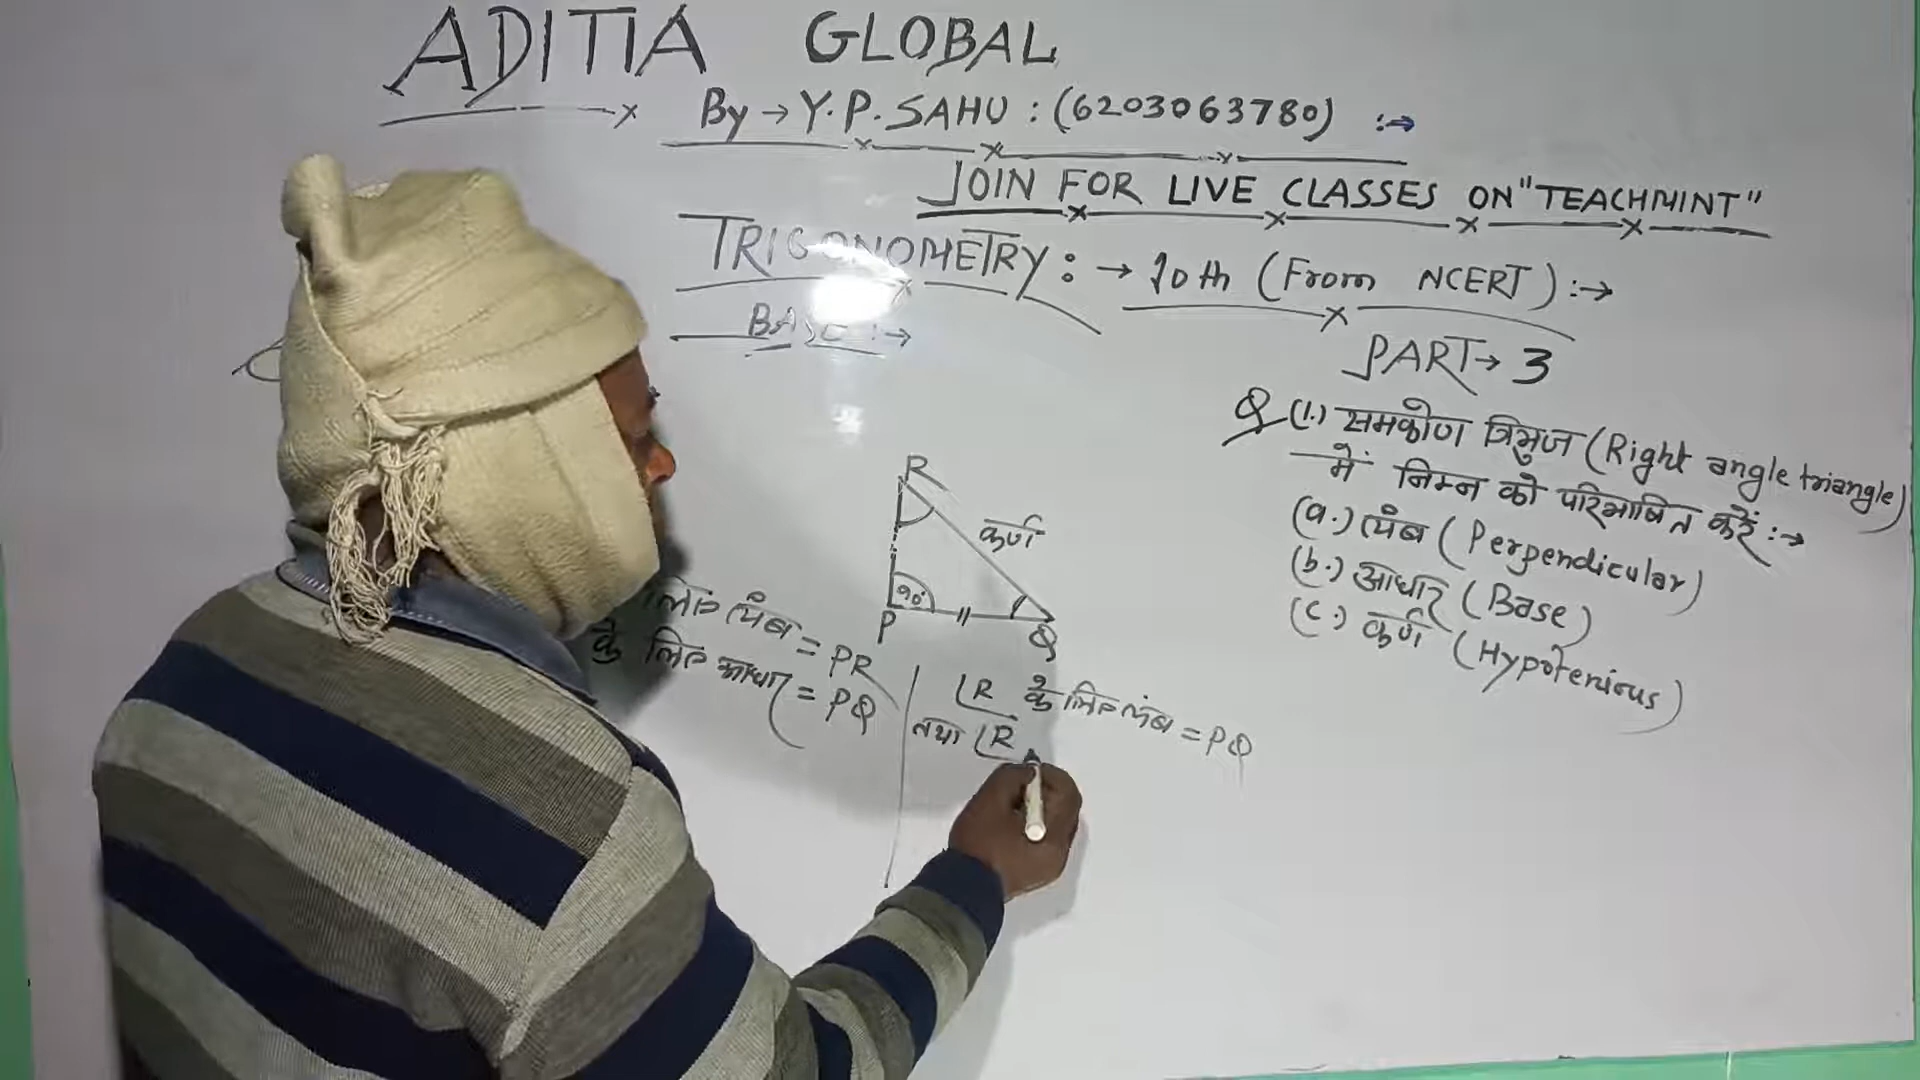 ADITIA GLOBAL
By → Y.P. SAHU : (6203063780) :→
JOIN FOR LIVE CLASSES ON "TEACHMINT"
TRIGONOMETRY : → 10th (From NCERT) :→
BASE :→
PART → 3
Q (1.) समकोण त्रिभुज (Right angle triangle)
में निम्न को परिभाषित करें :→
(a.) लंब (Perpendicular)
(b.) आधार (Base)
(c.) कर्ण (Hypotenious)
R
कर्ण
90°
P
Q
लिए लंब = PR
के लिए आधार = PQ
∠R के लिए लंब = PQ
तथा ∠R